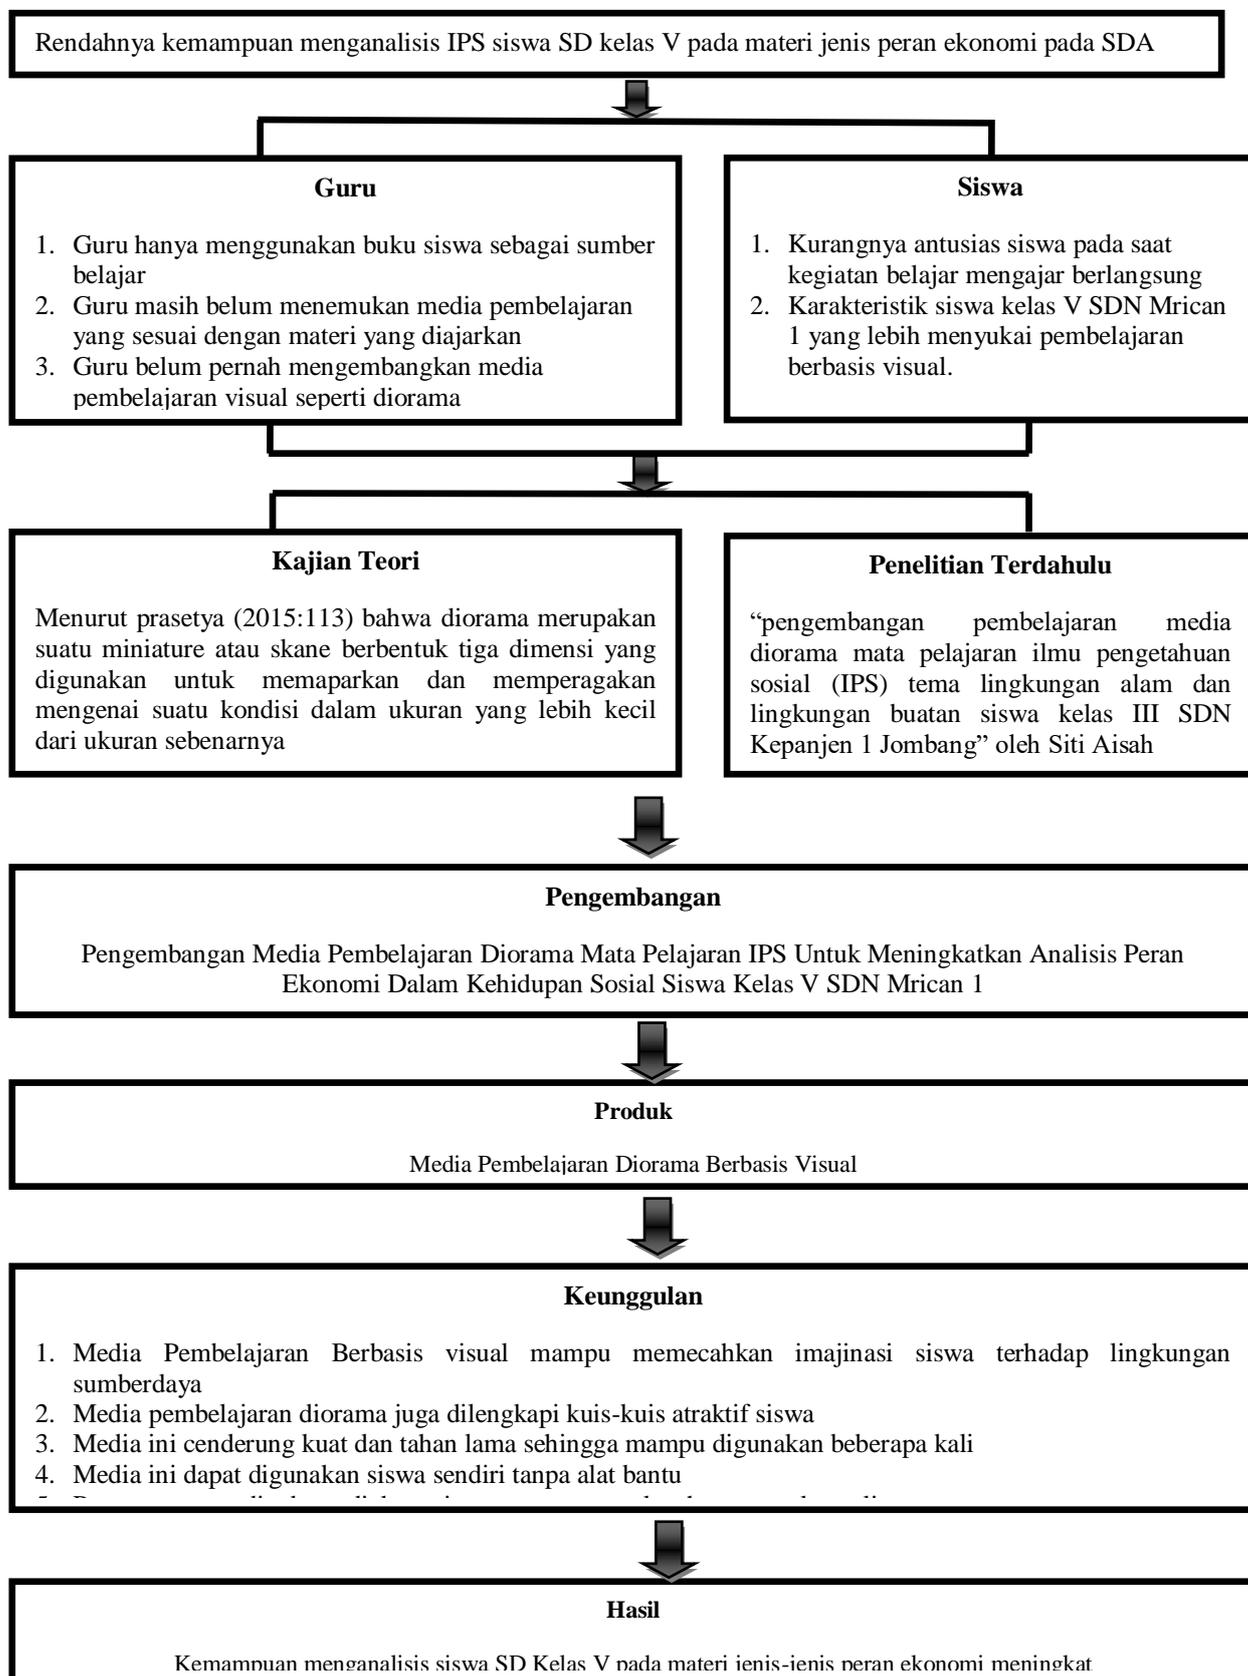 Rendahnya kemampuan menganalisis IPS siswa SD kelas V pada materi jenis peran ekonomi pada SDA
Guru
1. Guru hanya menggunakan buku siswa sebagai sumber
belajar
2. Guru masih belum menemukan media pembelajaran
yang sesuai dengan materi yang diajarkan
3. Guru belum pernah mengembangkan media
pembelajaran visual seperti diorama
Siswa
1. Kurangnya antusias siswa pada saat
kegiatan belajar mengajar berlangsung
2. Karakteristik siswa kelas V SDN Mrican
1 yang lebih menyukai pembelajaran
berbasis visual.
Kajian Teori
Menurut prasetya (2015:113) bahwa diorama merupakan
suatu miniature atau skane berbentuk tiga dimensi yang
digunakan untuk memaparkan dan memperagakan
mengenai suatu kondisi dalam ukuran yang lebih kecil
dari ukuran sebenarnya
Penelitian Terdahulu
“pengembangan pembelajaran media
diorama mata pelajaran ilmu pengetahuan
sosial (IPS) tema lingkungan alam dan
lingkungan buatan siswa kelas III SDN
Kepanjen 1 Jombang” oleh Siti Aisah
Pengembangan
Pengembangan Media Pembelajaran Diorama Mata Pelajaran IPS Untuk Meningkatkan Analisis Peran
Ekonomi Dalam Kehidupan Sosial Siswa Kelas V SDN Mrican 1
Produk
Media Pembelajaran Diorama Berbasis Visual
Keunggulan
1. Media Pembelajaran Berbasis visual mampu memecahkan imajinasi siswa terhadap lingkungan
sumberdaya
2. Media pembelajaran diorama juga dilengkapi kuis-kuis atraktif siswa
3. Media ini cenderung kuat dan tahan lama sehingga mampu digunakan beberapa kali
4. Media ini dapat digunakan siswa sendiri tanpa alat bantu
Hasil
Kemampuan menganalisis siswa SD Kelas V pada materi jenis-jenis peran ekonomi meningkat